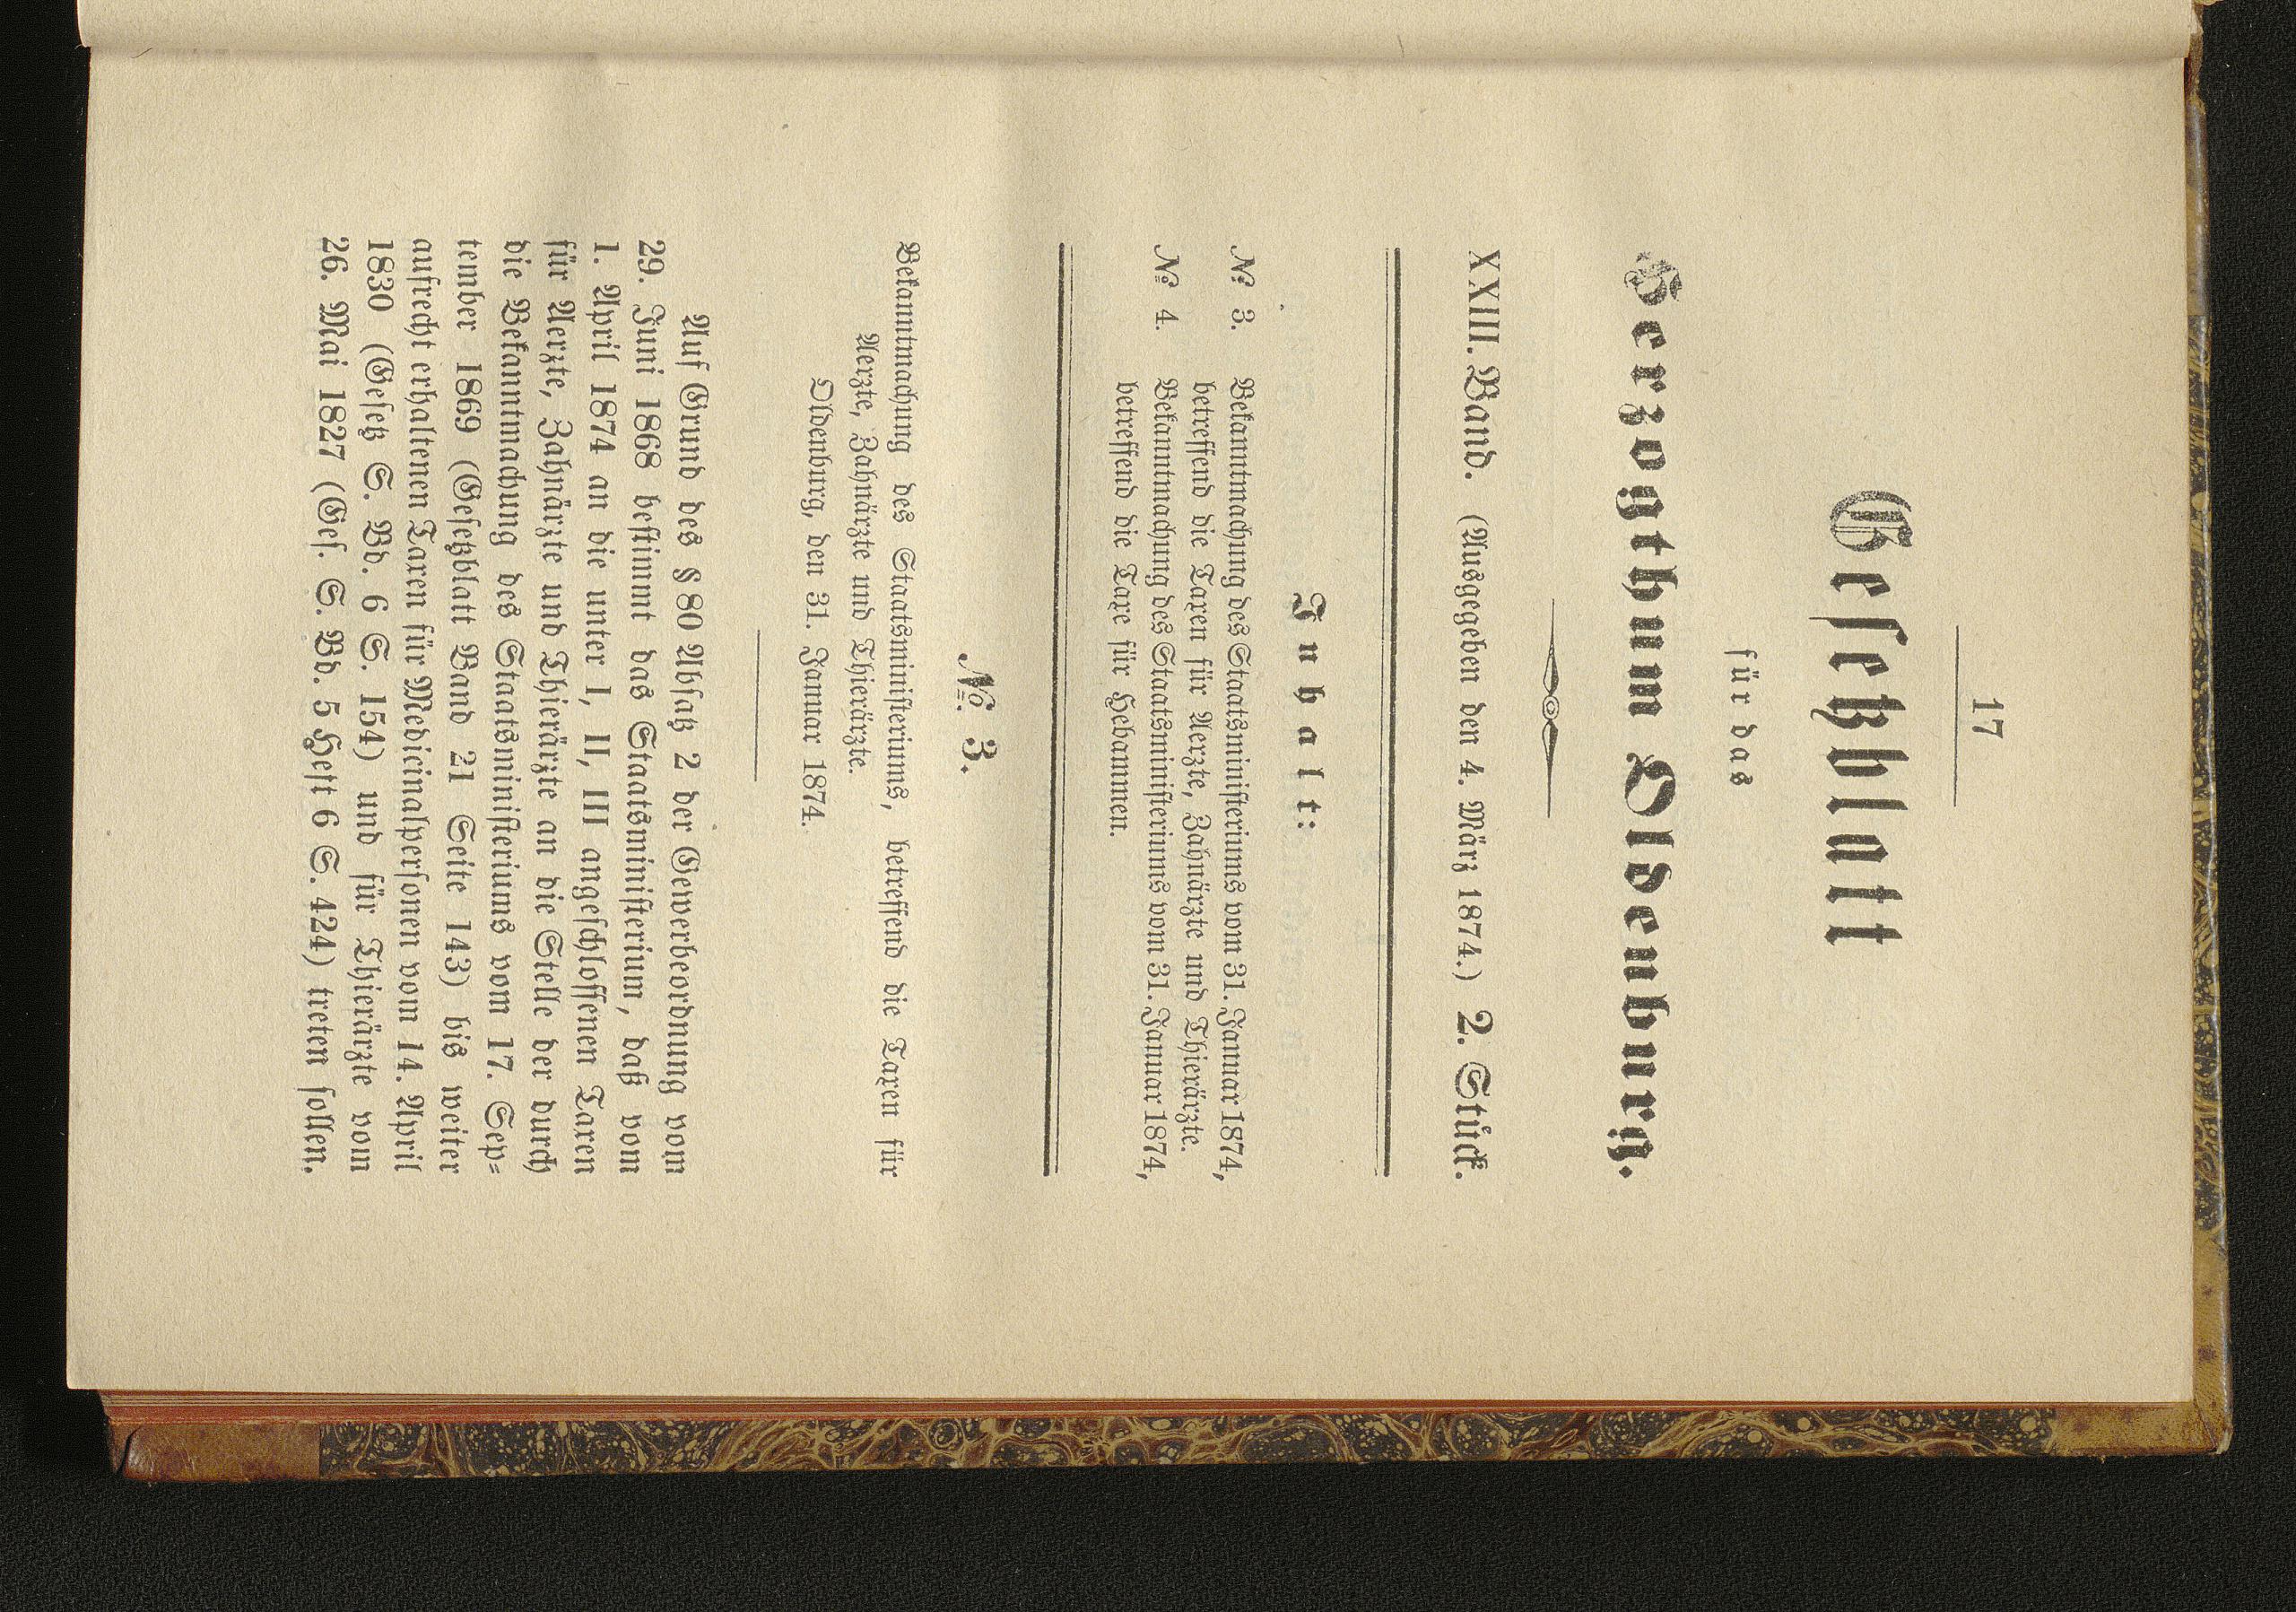 17
Gesetzblatt
für das
Herzogthum Oldenburg.
XXIII. Band. (Ausgegeben den 4. März 1874.) 2. Stück.
Inhalt:
№ 3. Bekanntmachung des Staatsministeriums vom 31. Januar 1874,
betreffend die Taxen für Aerzte, Zahnärzte und Thierärzte.
№ 4. Bekanntmachung des Staatsministeriums vom 31. Januar 1874,
betreffend die Taxe für Hebammen.
№. 3.
Bekanntmachung des Staatsministeriums, betreffend die Taxen für
Aerzte, Zahnärzte und Thierärzte.
Oldenburg, den 31. Januar 1874.
Auf Grund des § 80 Absatz 2 der Gewerbeordnung vom
29. Juni 1868 bestimmt das Staatsministerium, daß vom
1. April 1874 an die unter I, II, III angeschlossenen Taxen
für Aerzte, Zahnärzte und Thierärzte an die Stelle der durch
die Bekanntmachung des Staatsministeriums vom 17. Sep-
tember 1869 (Gesetzblatt Band 21 Seite 143) bis weiter
aufrecht erhaltenen Taxen für Medicinalpersonen vom 14. April
1830 (Gesetz S. Bd. 6 S. 154) und für Thierärzte vom
26. Mai 1827 (Ges. S. Bd. 5 Heft 6 S. 424) treten sollen.